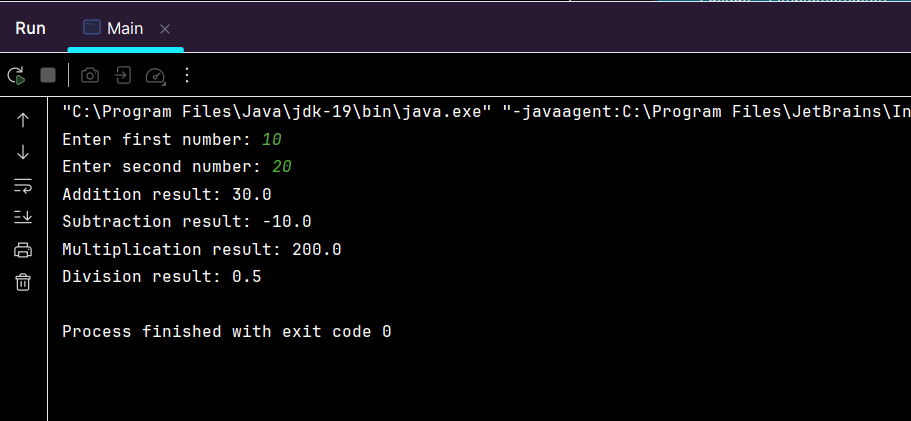 Run Main
"C:\Program Files\Java\jdk-19\bin\java.exe" "-javaagent:C:\Program Files\JetBrains\In
Enter first number: 10
Enter second number: 20
Addition result: 30.0
Subtraction result: -10.0
Multiplication result: 200.0
Division result: 0.5
Process finished with exit code 0